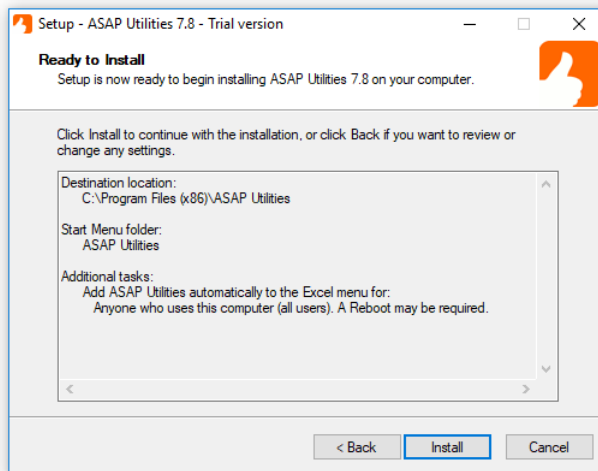 Setup - ASAP Utilities 7.8 - Trial version
Ready to Install
Setup is now ready to begin installing ASAP Utilities 7.8 on your computer.
Click Install to continue with the installation, or click Back if you want to review or
change any settings.
Destination location:
C:\Program Files (x86)\ASAP Utilities
Start Menu folder:
ASAP Utilities
Additional tasks:
Add ASAP Utilities automatically to the Excel menu for:
Anyone who uses this computer (all users). A Reboot may be required.
< Back
Install
Cancel